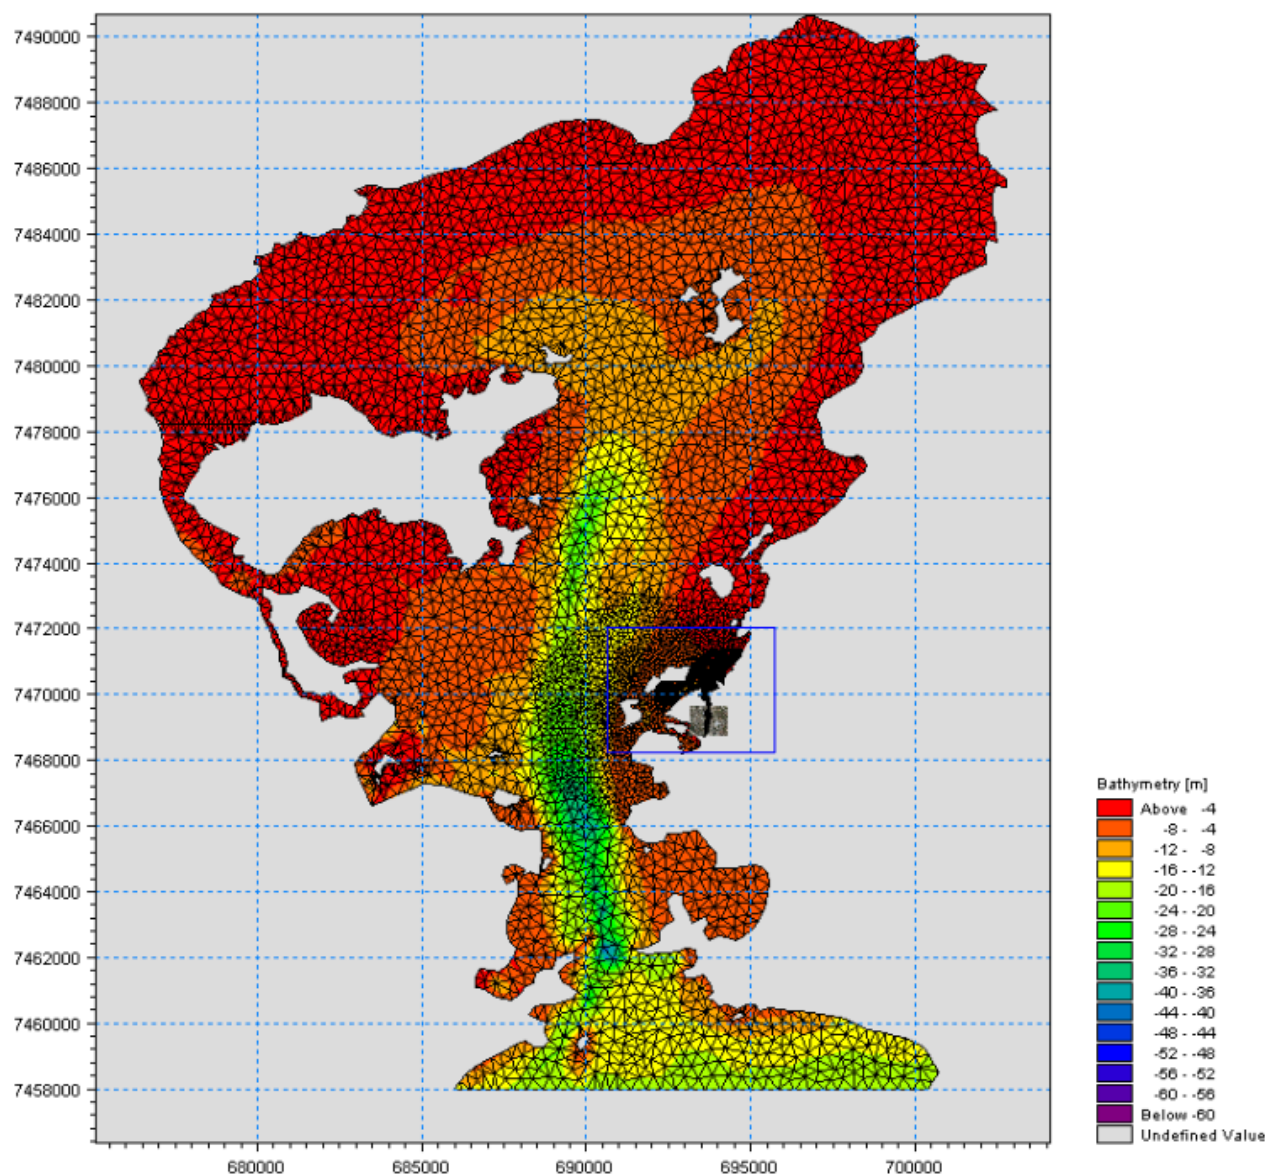 7490000
7488000
7486000
7484000
7482000
7480000
7478000
7476000
7474000
7472000
7470000
7468000
7466000
7464000
7462000
7460000
7458000
680000 685000 690000 695000 700000
Bathymetry [m]
Above -4
-8 - -4
-12 - -8
-16 - -12
-20 - -16
-24 - -20
-28 - -24
-32 - -28
-36 - -32
-40 - -36
-44 - -40
-48 - -44
-52 - -48
-56 - -52
-60 - -56
Below -60
Undefined Value